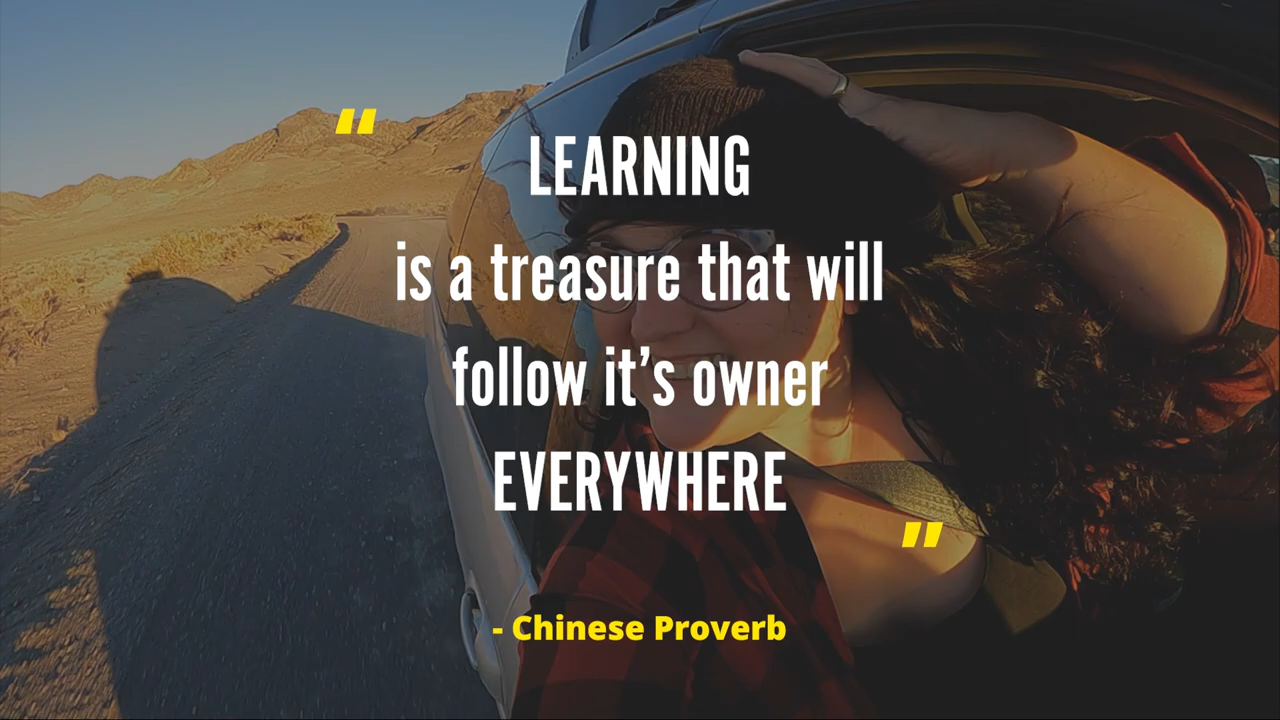 "
LEARNING
is a treasure that will
follow it’s owner
EVERYWHERE
"
- Chinese Proverb